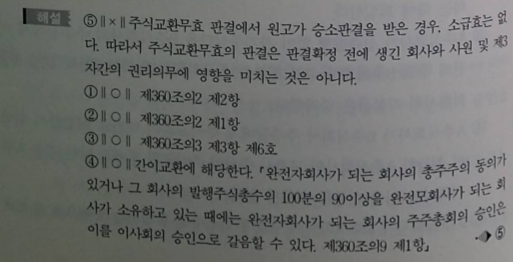 해설 ⑤∥×∥주식교환무효 판결에서 원고가 승소판결을 받은 경우, 소급효는 없
다. 따라서 주식교환무효의 판결은 판결확정 전에 생긴 회사와 사원 및 제3
자간의 권리의무에 영향을 미치는 것은 아니다.
①∥○∥ 제360조의2 제2항
②∥○∥ 제360조의2 제1항
③∥○∥ 제360조의3 제3항 제6호
④∥○∥간이교환에 해당한다. 「완전자회사가 되는 회사의 총주주의 동의가
있거나 그 회사의 발행주식총수의 100분의 90이상을 완전모회사가 되는 회
사가 소유하고 있는 때에는 완전자회사가 되는 회사의 주주총회의 승인은
이를 이사회의 승인으로 갈음할 수 있다. 제360조의9 제1항」
⑤